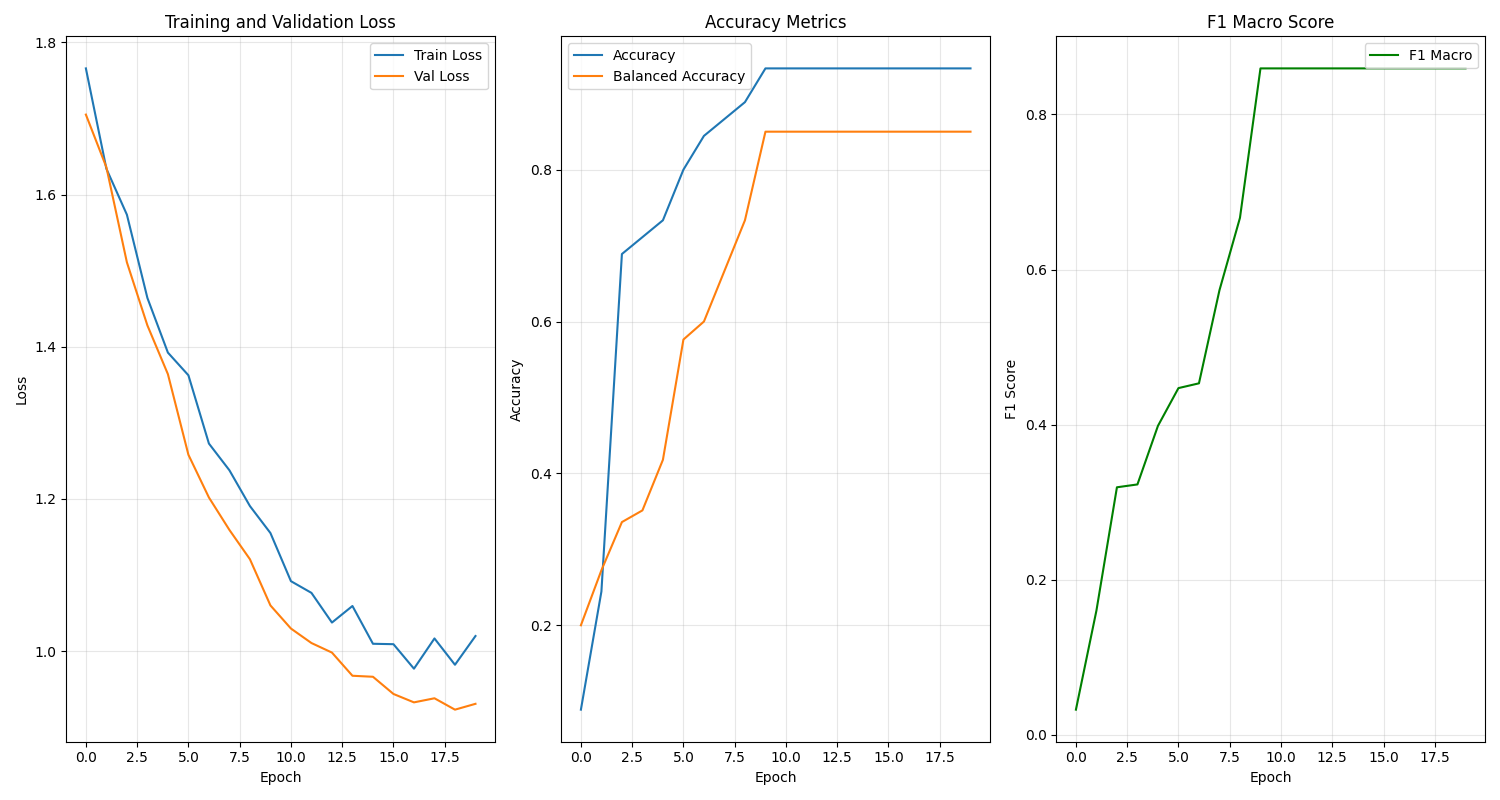 Training and Validation Loss
Train Loss
Val Loss
1.8
1.6
1.4
1.2
1.0
Loss
0.0 2.5 5.0 7.5 10.0 12.5 15.0 17.5
Epoch
Accuracy Metrics
Accuracy
Balanced Accuracy
0.8
0.6
0.4
0.2
Accuracy
0.0 2.5 5.0 7.5 10.0 12.5 15.0 17.5
Epoch
F1 Macro Score
F1 Macro
0.8
0.6
0.4
0.2
0.0
F1 Score
0.0 2.5 5.0 7.5 10.0 12.5 15.0 17.5
Epoch